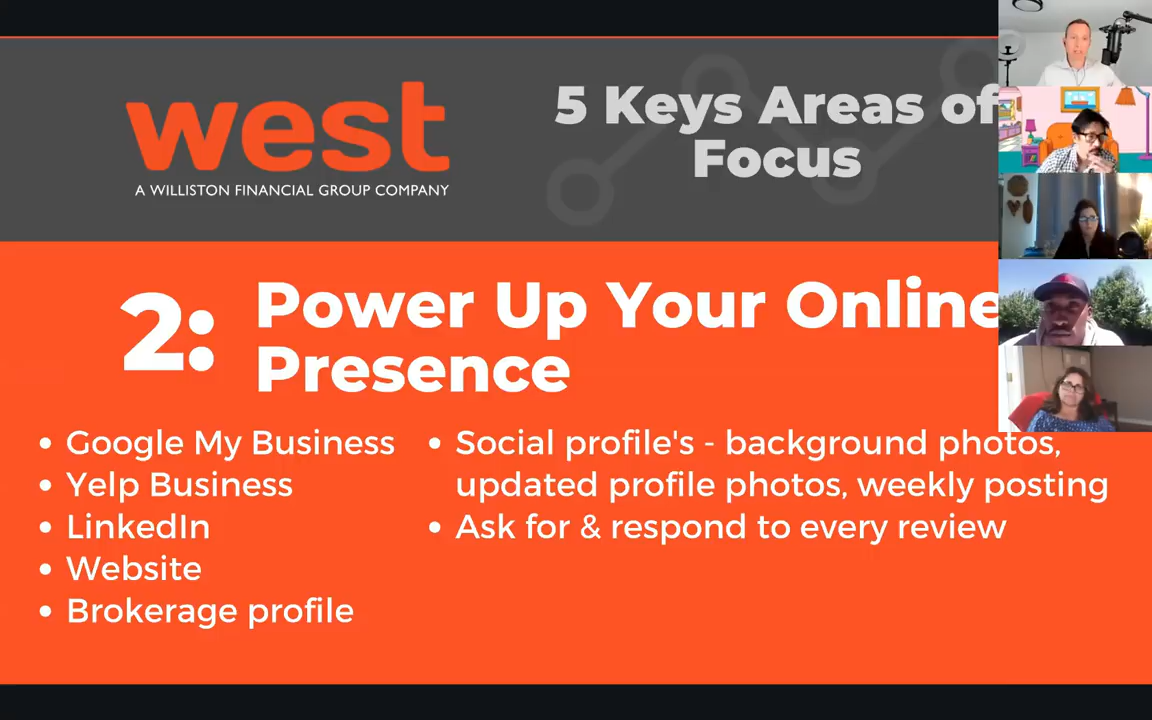 west
A WILLISTON FINANCIAL GROUP COMPANY
5 Keys Areas of
Focus
2: Power Up Your Online
Presence
• Google My Business
• Yelp Business
• LinkedIn
• Website
• Brokerage profile
• Social profile's - background photos,
updated profile photos, weekly posting
• Ask for & respond to every review